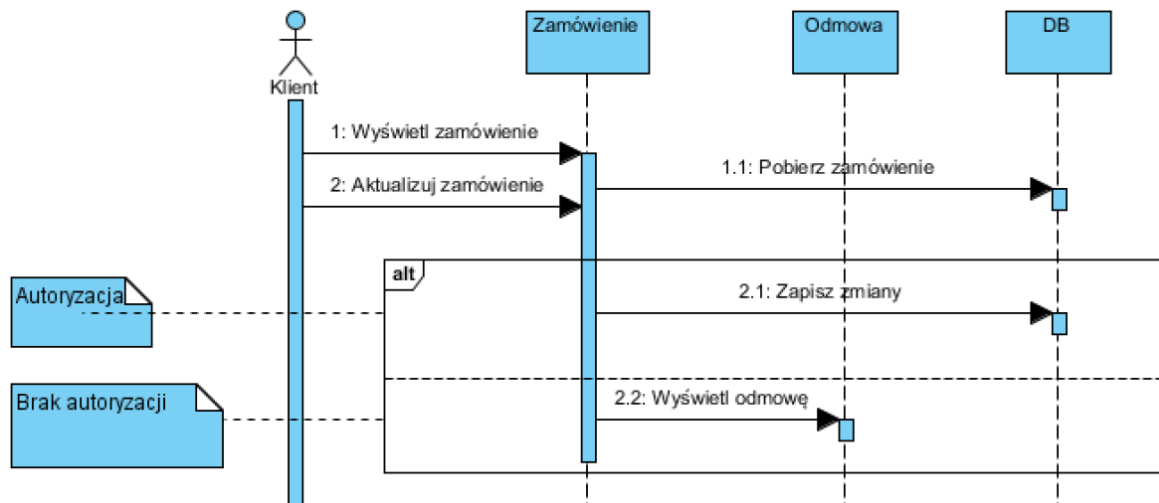 Zamówienie
Odmowa
DB
Klient
1: Wyświetl zamówienie
1.1: Pobierz zamówienie
2: Aktualizuj zamówienie
alt
Autoryzacja
2.1: Zapisz zmiany
Brak autoryzacji
2.2: Wyświetl odmowę